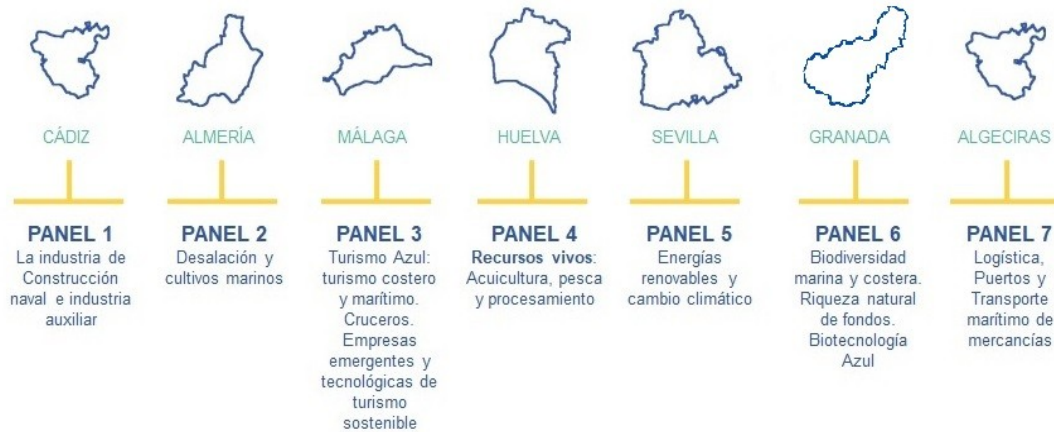 CÁDIZ
ALMERÍA
MÁLAGA
HUELVA
SEVILLA
GRANADA
ALGECIRAS
PANEL 1
La industria de
Construcción
naval e industria
auxiliar
PANEL 2
Desalación y
cultivos marinos
PANEL 3
Turismo Azul:
turismo costero
y marítimo.
Cruceros.
Empresas
emergentes y
tecnológicas de
turismo
sostenible
PANEL 4
Recursos vivos:
Acuicultura, pesca
y procesamiento
PANEL 5
Energías
renovables y
cambio climático
PANEL 6
Biodiversidad
marina y costera.
Riqueza natural
de fondos.
Biotecnología
Azul
PANEL 7
Logística,
Puertos y
Transporte
marítimo de
mercancías